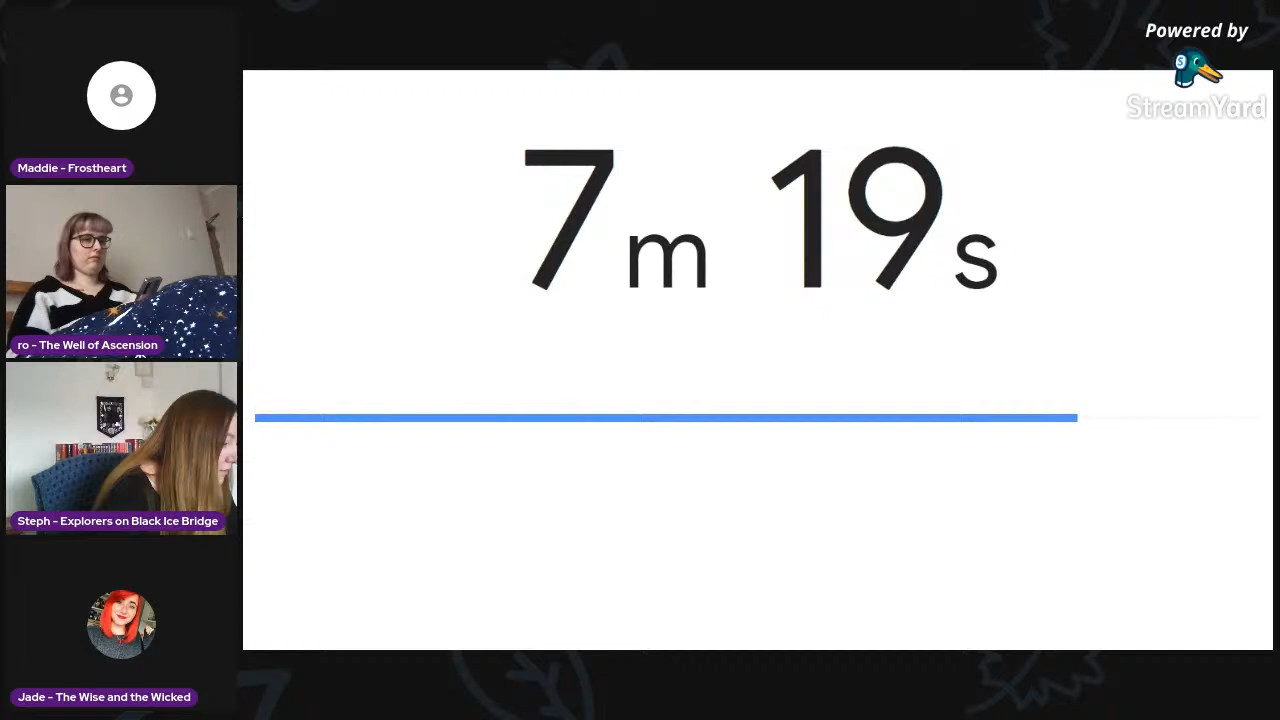 Powered by
S
StreamYard
Maddie - Frostheart
ro - The Well of Ascension
Steph - Explorers on Black Ice Bridge
Jade - The Wise and the Wicked
7m 19s